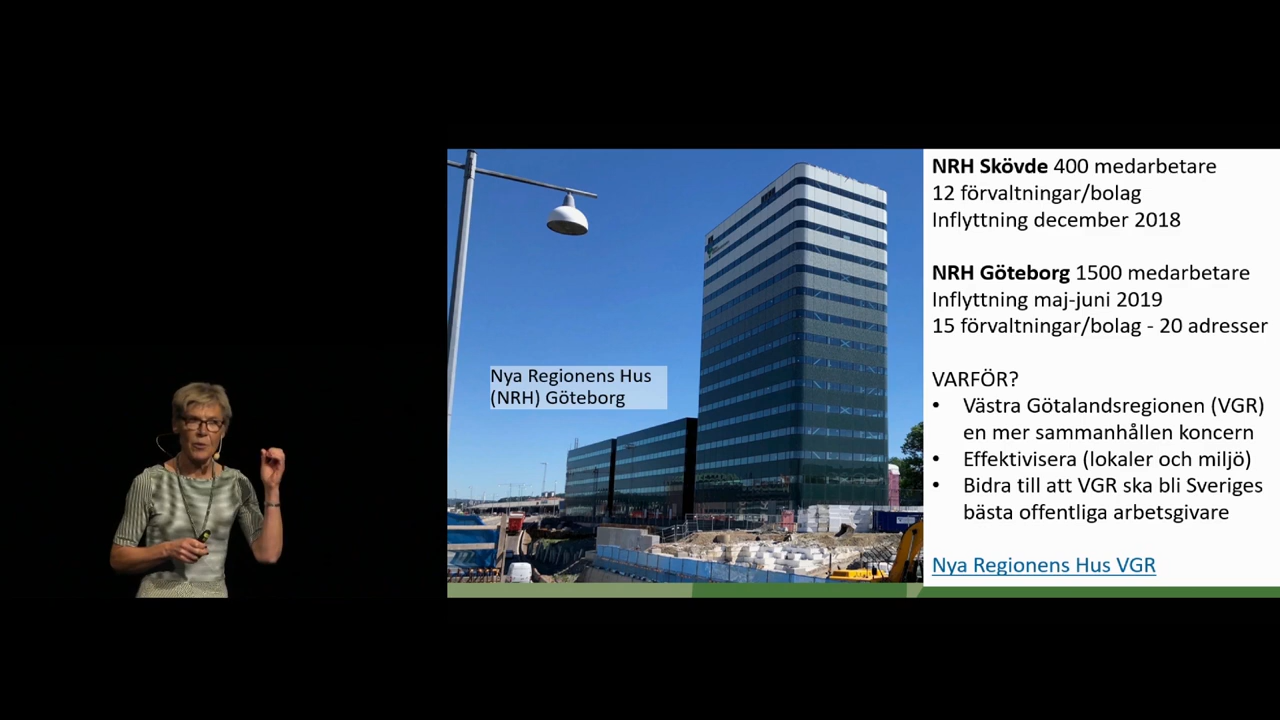 NRH Skövde 400 medarbetare
12 förvaltningar/bolag
Inflyttning december 2018
NRH Göteborg 1500 medarbetare
Inflyttning maj-juni 2019
15 förvaltningar/bolag - 20 adresser
VARFÖR?
• Västra Götalandsregionen (VGR)
en mer sammanhållen koncern
• Effektivisera (lokaler och miljö)
• Bidra till att VGR ska bli Sveriges
bästa offentliga arbetsgivare
Nya Regionens Hus VGR
Nya Regionens Hus
(NRH) Göteborg